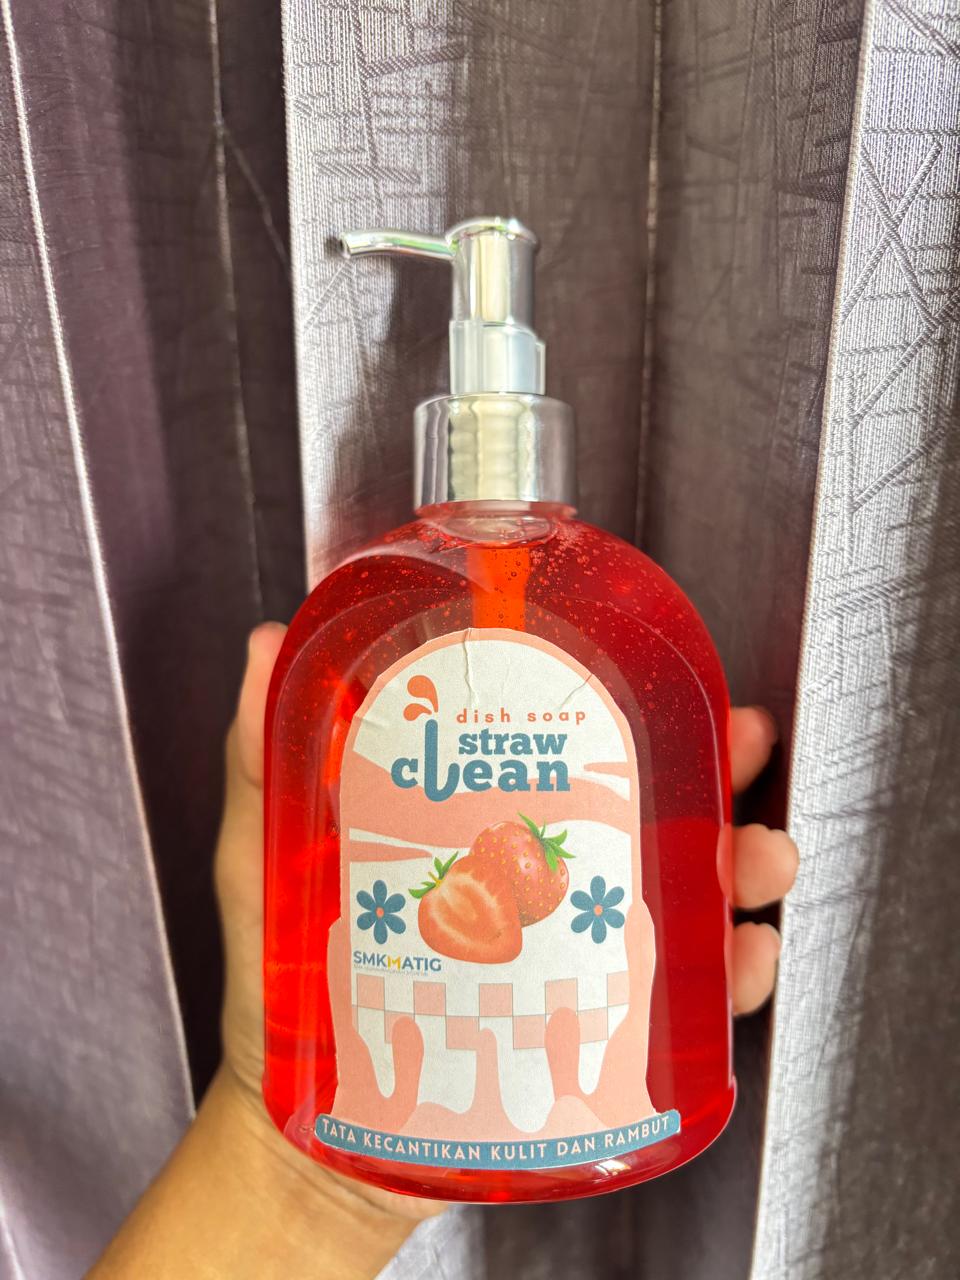 dish soap
straw
clean
SMKMATIG
TATA KECANTIKAN KULIT DAN RAMBUT